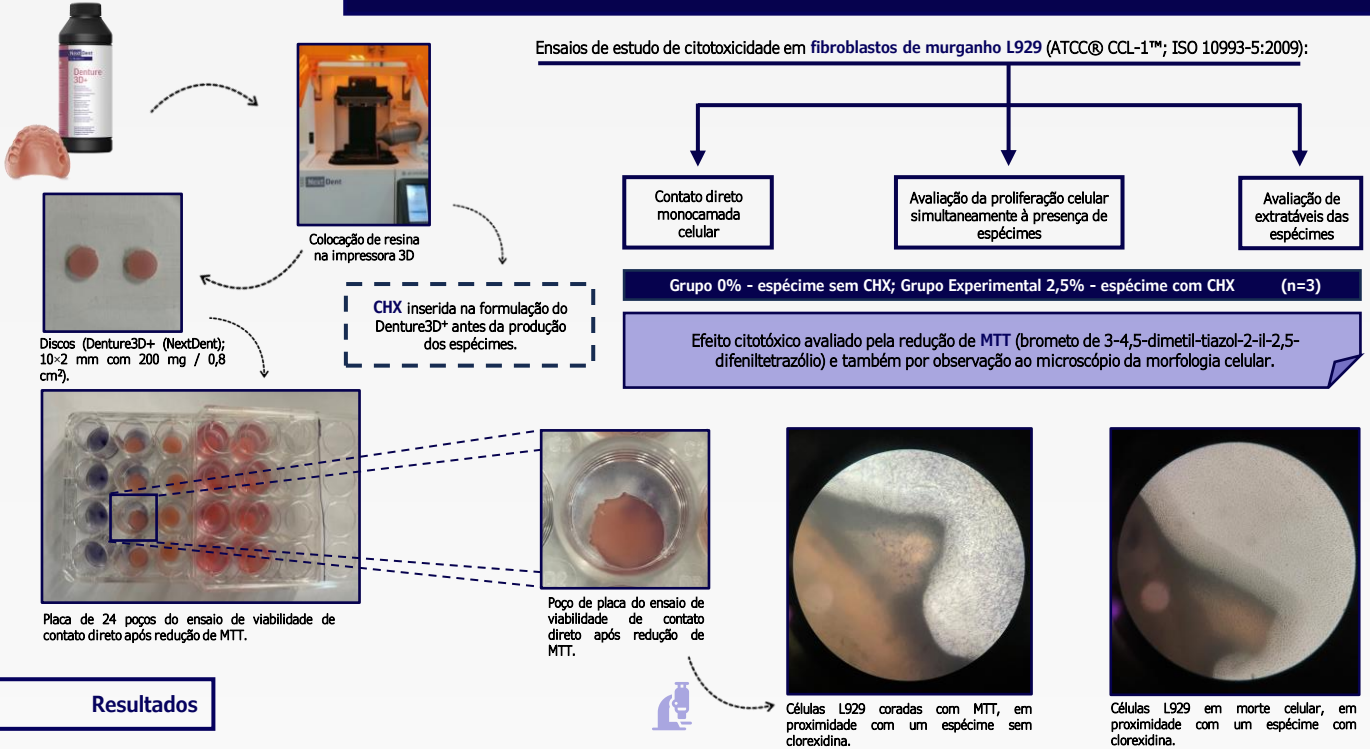 Ensaios de estudo de citotoxicidade em fibroblastos de murganho L929 (ATCC® CCL-1™; ISO 10993-5:2009):
NextDent
Denture
3D+
NextDent
Colocação de resina
na impressora 3D
Contato direto
monocamada
celular
Avaliação da proliferação celular
simultaneamente à presença de
espécimes
Avaliação de
extratáveis das
espécimes
CHX inserida na formulação do
Denture3D+ antes da produção
dos espécimes.
Grupo 0% - espécime sem CHX; Grupo Experimental 2,5% - espécime com CHX (n=3)
Efeito citotóxico avaliado pela redução de MTT (brometo de 3-4,5-dimetil-tiazol-2-il-2,5-
difeniltetrazólio) e também por observação ao microscópio da morfologia celular.
Discos (Denture3D+ (NextDent);
10×2 mm com 200 mg / 0,8
cm²).
Placa de 24 poços do ensaio de viabilidade de
contato direto após redução de MTT.
Poço de placa do ensaio de
viabilidade de contato
direto após redução de
MTT.
Células L929 coradas com MTT, em
proximidade com um espécime sem
clorexidina.
Células L929 em morte celular, em
proximidade com um espécime com
clorexidina.
Resultados